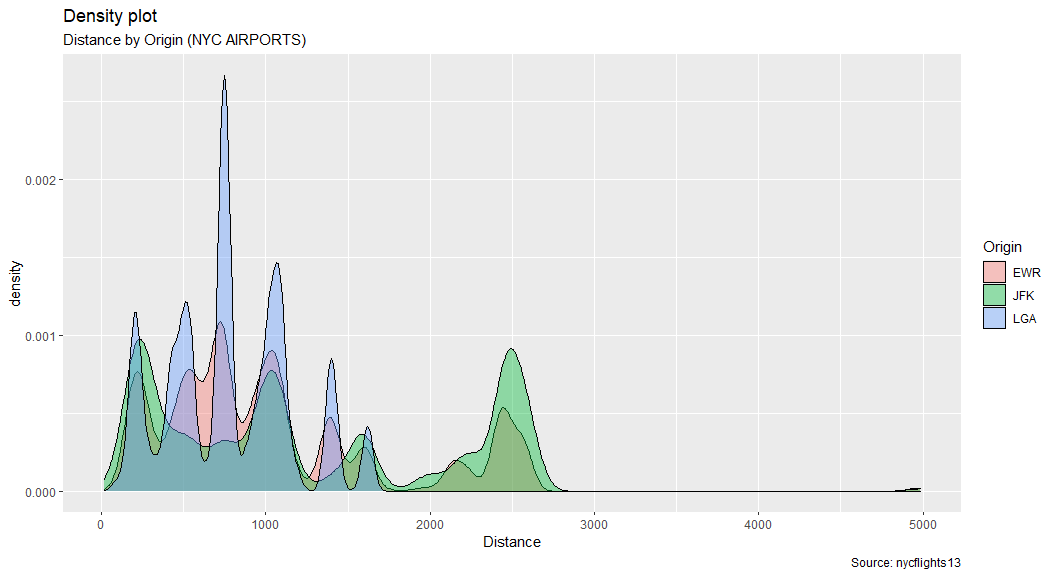 Density plot
Distance by Origin (NYC AIRPORTS)
density
0.002
0.001
0.000
0
1000
2000
3000
4000
5000
Distance
Origin
EWR
JFK
LGA
Source: nycflights13